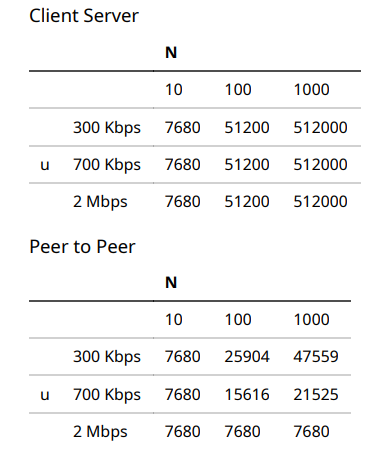 Client Server
N
10 100 1000
300 Kbps 7680 51200 512000
u 700 Kbps 7680 51200 512000
2 Mbps 7680 51200 512000
Peer to Peer
N
10 100 1000
300 Kbps 7680 25904 47559
u 700 Kbps 7680 15616 21525
2 Mbps 7680 7680 7680